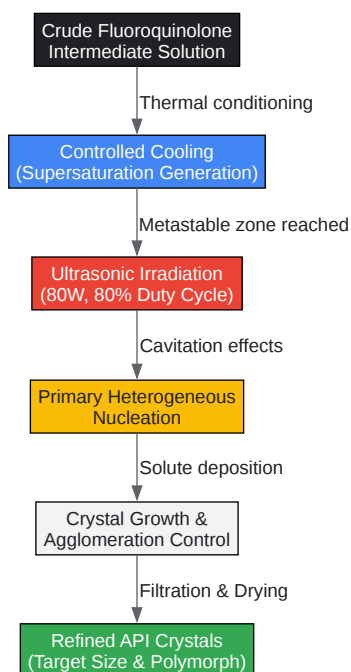 Crude Fluoroquinolone
Intermediate Solution
Thermal conditioning
Controlled Cooling
(Supersaturation Generation)
Metastable zone reached
Ultrasonic Irradiation
(80W, 80% Duty Cycle)
Cavitation effects
Primary Heterogeneous
Nucleation
Solute deposition
Crystal Growth &
Agglomeration Control
Filtration & Drying
Refined API Crystals
(Target Size & Polymorph)